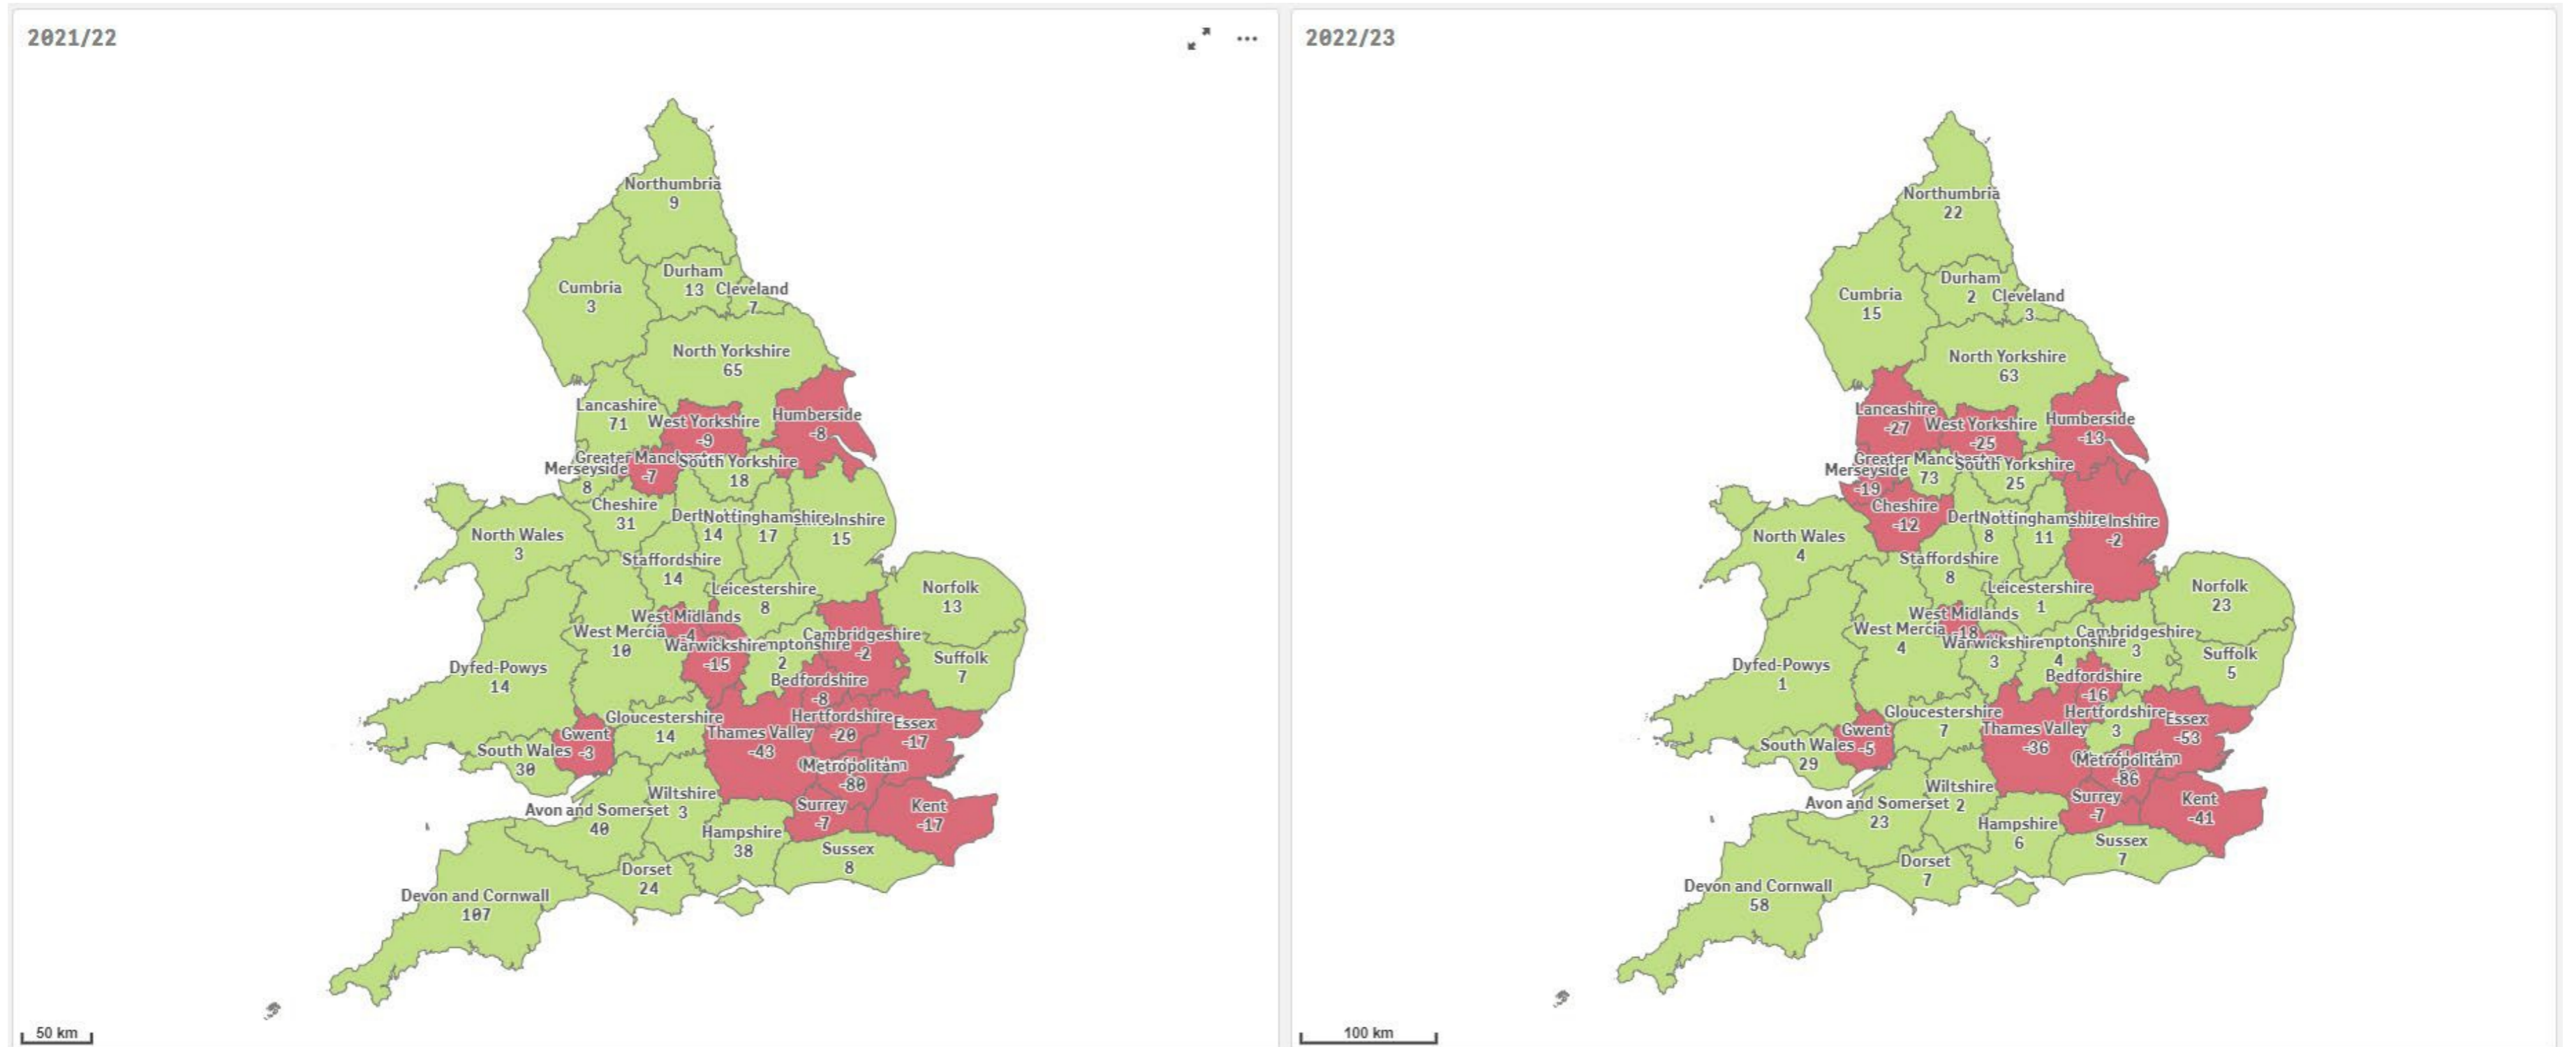 2021/22
Northumbria
9
Durham
13
Cleveland
7
Cumbria
3
North Yorkshire
65
Lancashire
71
West Yorkshire
-9
Humberside
-8
Merseyside
8
-7
South Yorkshire
18
Cheshire
31
14
Nottinghamshire
17
15
North Wales
3
Staffordshire
14
Leicestershire
8
Norfolk
13
West Midlands
-4
West Mercia
10
Warwickshire
-15
2
Cambridgeshire
-2
Suffolk
7
Dyfed-Powys
14
Bedfordshire
-8
Gloucestershire
14
Thames Valley
-43
Hertfordshire
-20
Essex
-17
Gwent
-3
South Wales
30
Metropolitan
-80
Wiltshire
3
Avon and Somerset
40
Surrey
-7
Kent
-17
Hampshire
38
Sussex
8
Dorset
24
Devon and Cornwall
107
50 km
2022/23
Northumbria
22
Durham
2
Cleveland
3
Cumbria
15
North Yorkshire
63
Lancashire
-27
West Yorkshire
-25
Humberside
-13
Merseyside
-19
73
South Yorkshire
25
Cheshire
-12
8
Nottinghamshire
11
-2
North Wales
4
Staffordshire
8
Leicestershire
1
Norfolk
23
West Midlands
-18
West Mercia
4
Warwickshire
3
4
Cambridgeshire
3
Suffolk
5
Dyfed-Powys
1
Bedfordshire
-16
Gloucestershire
7
Thames Valley
-36
Hertfordshire
3
Essex
-53
Gwent
-5
South Wales
29
Metropolitan
-86
Wiltshire
2
Avon and Somerset
23
Surrey
-7
Kent
-41
Hampshire
6
Sussex
7
Dorset
7
Devon and Cornwall
58
100 km